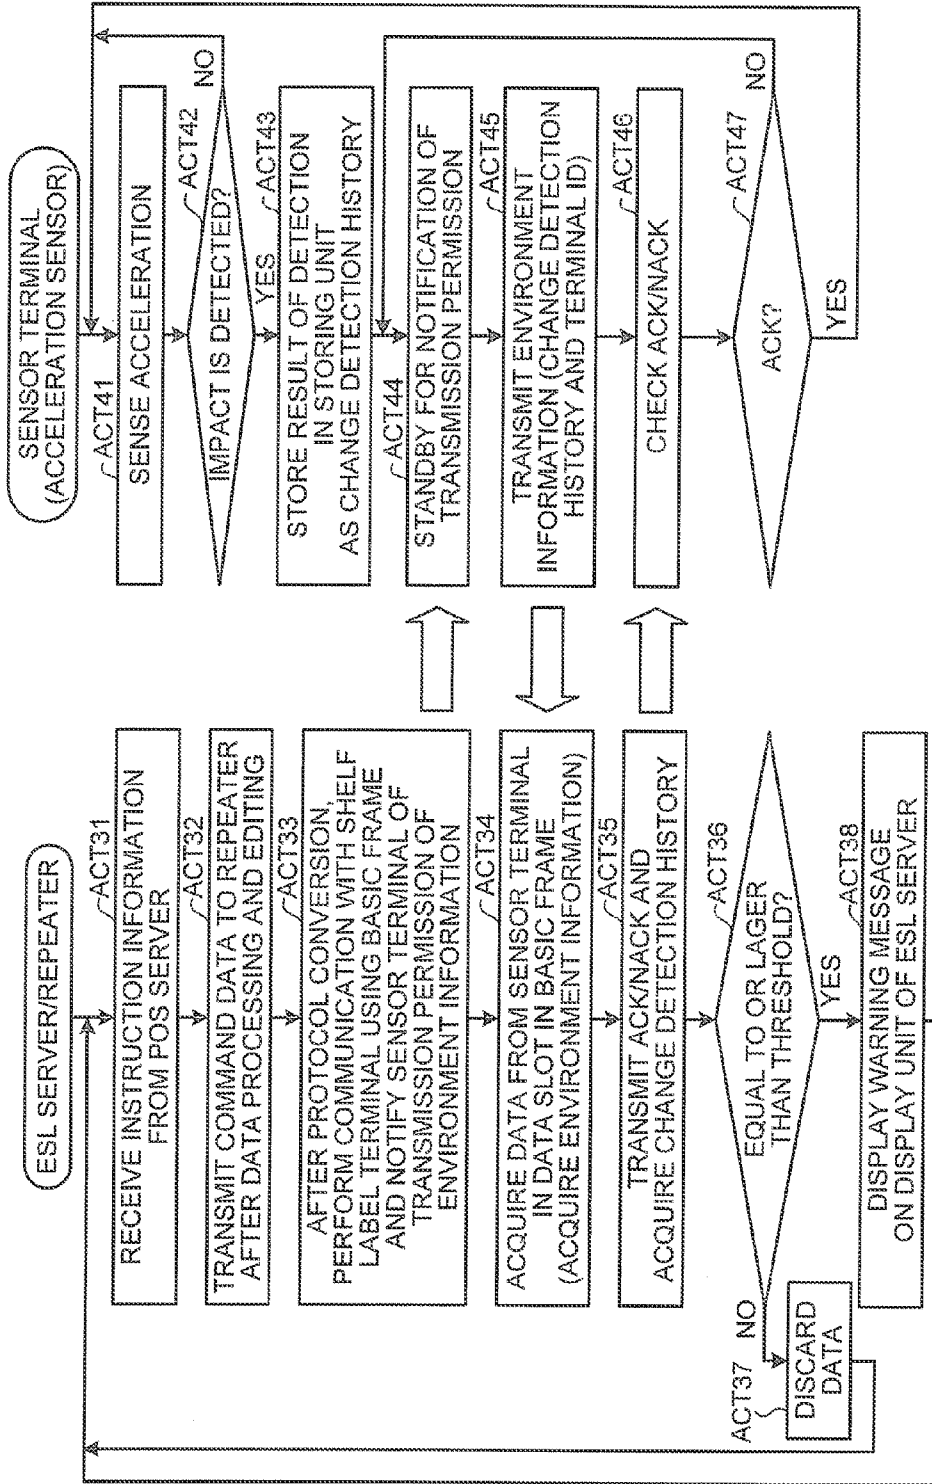 ESL SERVER/REPEATER
ACT31
RECEIVE INSTRUCTION INFORMATION
FROM POS SERVER
ACT32
TRANSMIT COMMAND DATA TO REPEATER
AFTER DATA PROCESSING AND EDITING
ACT33
AFTER PROTOCOL CONVERSION,
PERFORM COMMUNICATION WITH SHELF
LABEL TERMINAL USING BASIC FRAME
AND NOTIFY SENSOR TERMINAL OF
TRANSMISSION PERMISSION OF
ENVIRONMENT INFORMATION
ACT34
ACQUIRE DATA FROM SENSOR TERMINAL
IN DATA SLOT IN BASIC FRAME
(ACQUIRE ENVIRONMENT INFORMATION)
ACT35
TRANSMIT ACK/NACK AND
ACQUIRE CHANGE DETECTION HISTORY
ACT36
EQUAL TO OR LAGER
THAN THRESHOLD?
NO
YES
ACT37
DISCARD
DATA
ACT38
DISPLAY WARNING MESSAGE
ON DISPLAY UNIT OF ESL SERVER
SENSOR TERMINAL
(ACCELERATION SENSOR)
ACT41
SENSE ACCELERATION
ACT42
IMPACT IS DETECTED?
NO
YES
ACT43
STORE RESULT OF DETECTION
IN STORING UNIT
AS CHANGE DETECTION HISTORY
ACT44
STANDBY FOR NOTIFICATION OF
TRANSMISSION PERMISSION
ACT45
TRANSMIT ENVIRONMENT
INFORMATION (CHANGE DETECTION
HISTORY AND TERMINAL ID)
ACT46
CHECK ACK/NACK
ACT47
ACK?
NO
YES